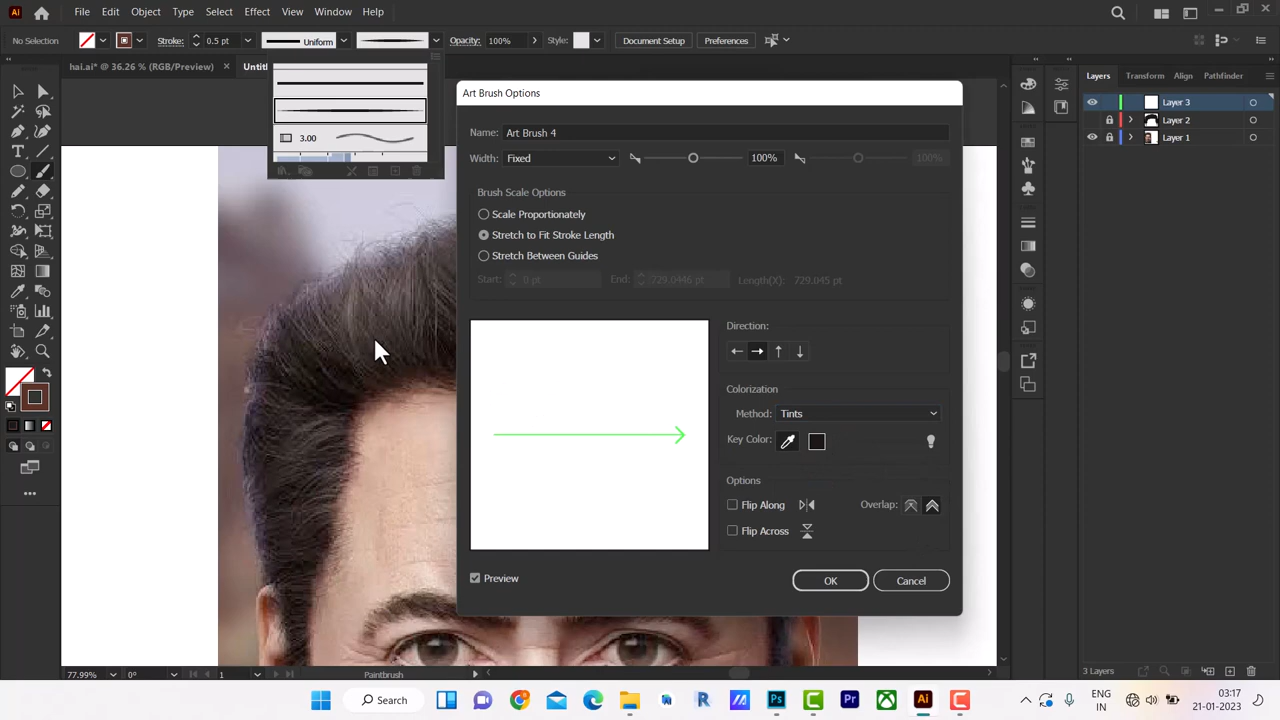 Ai File Edit Object Type Select Effect View Window Help
No Selection Stroke: 0.5 pt Uniform Opacity: 100% Style: Document Setup Preferences
hai.ai* @ 36.26 % (RGB/Preview) × Untit
3.00
Art Brush Options
Name: Art Brush 4
Width: Fixed 100% 100%
Brush Scale Options
Scale Proportionately
Stretch to Fit Stroke Length
Stretch Between Guides
Start: 0 pt End: 729.0446 pt Length(X): 729.045 pt
Direction:
Colorization
Method: Tints
Key Color:
Options
Flip Along Overlap:
Flip Across
Preview OK Cancel
Layers Transform Align Pathfinder
Layer 3
Layer 2
Layer 1
77.99% 0° 1 Paintbrush 3 Layers
Search Ps Pr Ai ENG IN 03:17 21-01-2023